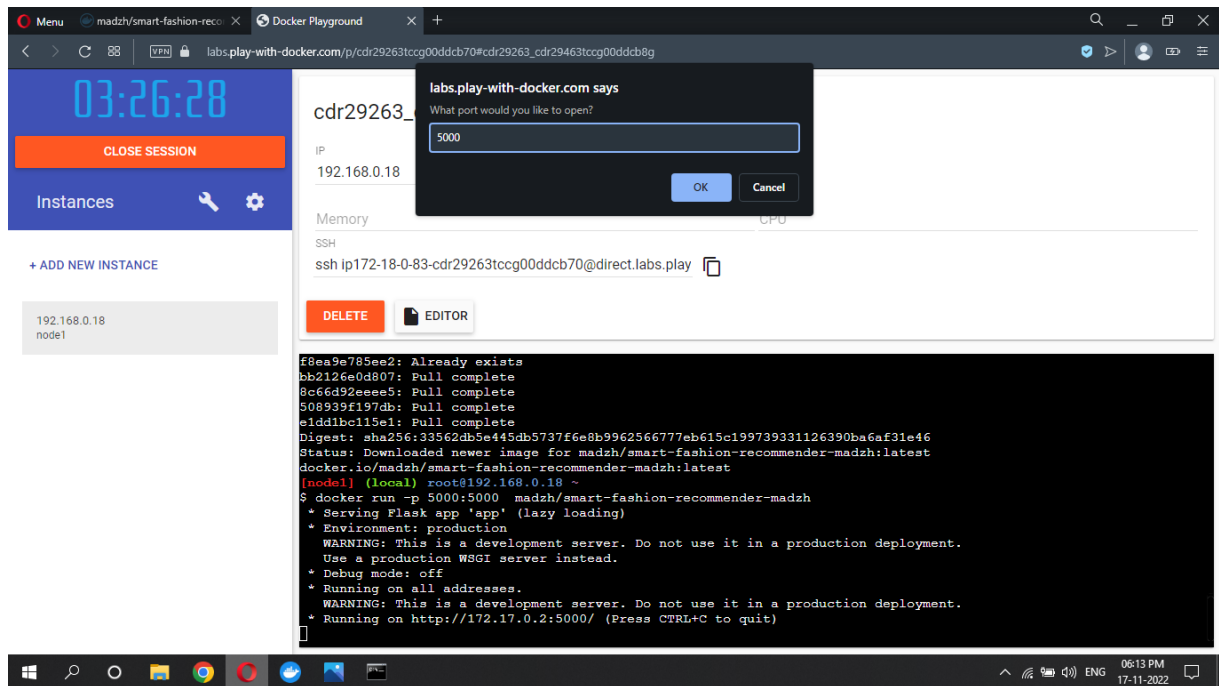 Menu
madzh/smart-fashion-reco
Docker Playground
VPN
labs.play-with-docker.com/p/cdr29263tccg00ddcb70#cdr29263_cdr29463tccg00ddcb8g
03:26:28
CLOSE SESSION
Instances
+ ADD NEW INSTANCE
192.168.0.18
node1
labs.play-with-docker.com says
What port would you like to open?
5000
OK
Cancel
cdr29263_
IP
192.168.0.18
Memory
CPU
SSH
ssh ip172-18-0-83-cdr29263tccg00ddcb70@direct.labs.play
DELETE
EDITOR
f8ea9e785ee2: Already exists
bb2126e0d807: Pull complete
8c66d92eeee5: Pull complete
508939f197db: Pull complete
e1dd1bc115e1: Pull complete
Digest: sha256:33562db5e445db5737f6e8b9962566777eb615c199739331126390ba6af31e46
Status: Downloaded newer image for madzh/smart-fashion-recommender-madzh:latest
docker.io/madzh/smart-fashion-recommender-madzh:latest
[node1] (local) root@192.168.0.18 ~
$ docker run -p 5000:5000  madzh/smart-fashion-recommender-madzh
* Serving Flask app 'app' (lazy loading)
* Environment: production
WARNING: This is a development server. Do not use it in a production deployment.
Use a production WSGI server instead.
* Debug mode: off
* Running on all addresses.
WARNING: This is a development server. Do not use it in a production deployment.
* Running on http://172.17.0.2:5000/ (Press CTRL+C to quit)
ENG
06:13 PM
17-11-2022